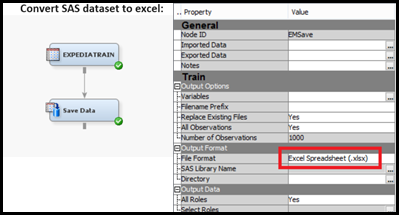 Convert SAS dataset to excel:
EXPEDIATRAIN
Save Data
.. Property Value
General
Node ID EMSave
Imported Data ...
Exported Data ...
Notes ...
Train
Output Options
Variables ...
Filename Prefix
Replace Existing Files Yes
All Observations Yes
Number of Observations 1000
Output Format
File Format Excel Spreadsheet (.xlsx)
SAS Library Name ...
Directory ...
Output Data
All Roles Yes
Select Roles ...